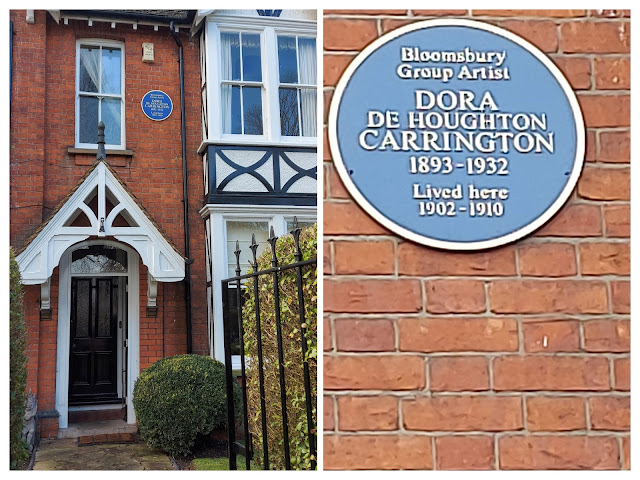 Bloomsbury
Group Artist
DORA
DE HOUGHTON
CARRINGTON
1893-1932
Lived here
1902-1910